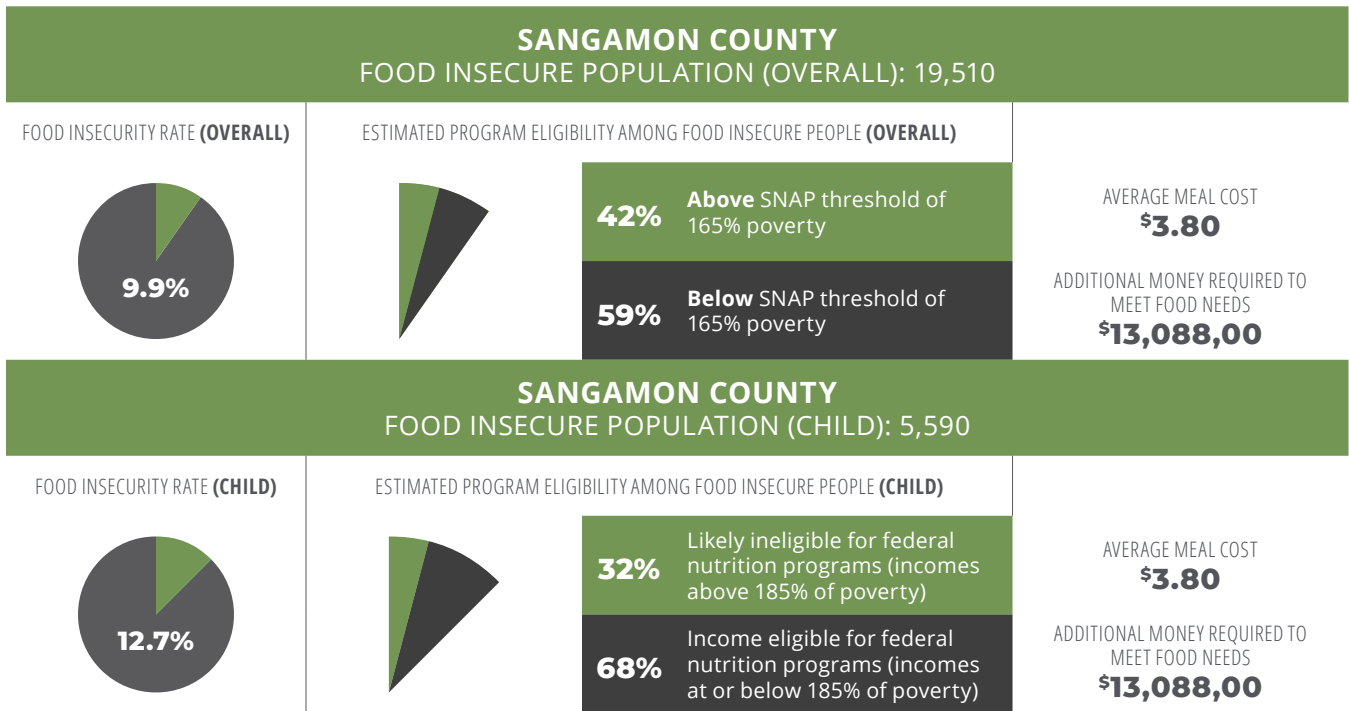 SANGAMON COUNTY
FOOD INSECURE POPULATION (OVERALL): 19,510
FOOD INSECURITY RATE (OVERALL)
9.9%
ESTIMATED PROGRAM ELIGIBILITY AMONG FOOD INSECURE PEOPLE (OVERALL)
42%
Above SNAP threshold of
165% poverty
59%
Below SNAP threshold of
165% poverty
AVERAGE MEAL COST
$3.80
ADDITIONAL MONEY REQUIRED TO
MEET FOOD NEEDS
$13,088,00
SANGAMON COUNTY
FOOD INSECURE POPULATION (CHILD): 5,590
FOOD INSECURITY RATE (CHILD)
12.7%
ESTIMATED PROGRAM ELIGIBILITY AMONG FOOD INSECURE PEOPLE (CHILD)
32%
Likely ineligible for federal
nutrition programs (incomes
above 185% of poverty)
68%
Income eligible for federal
nutrition programs (incomes
at or below 185% of poverty)
AVERAGE MEAL COST
$3.80
ADDITIONAL MONEY REQUIRED TO
MEET FOOD NEEDS
$13,088,00